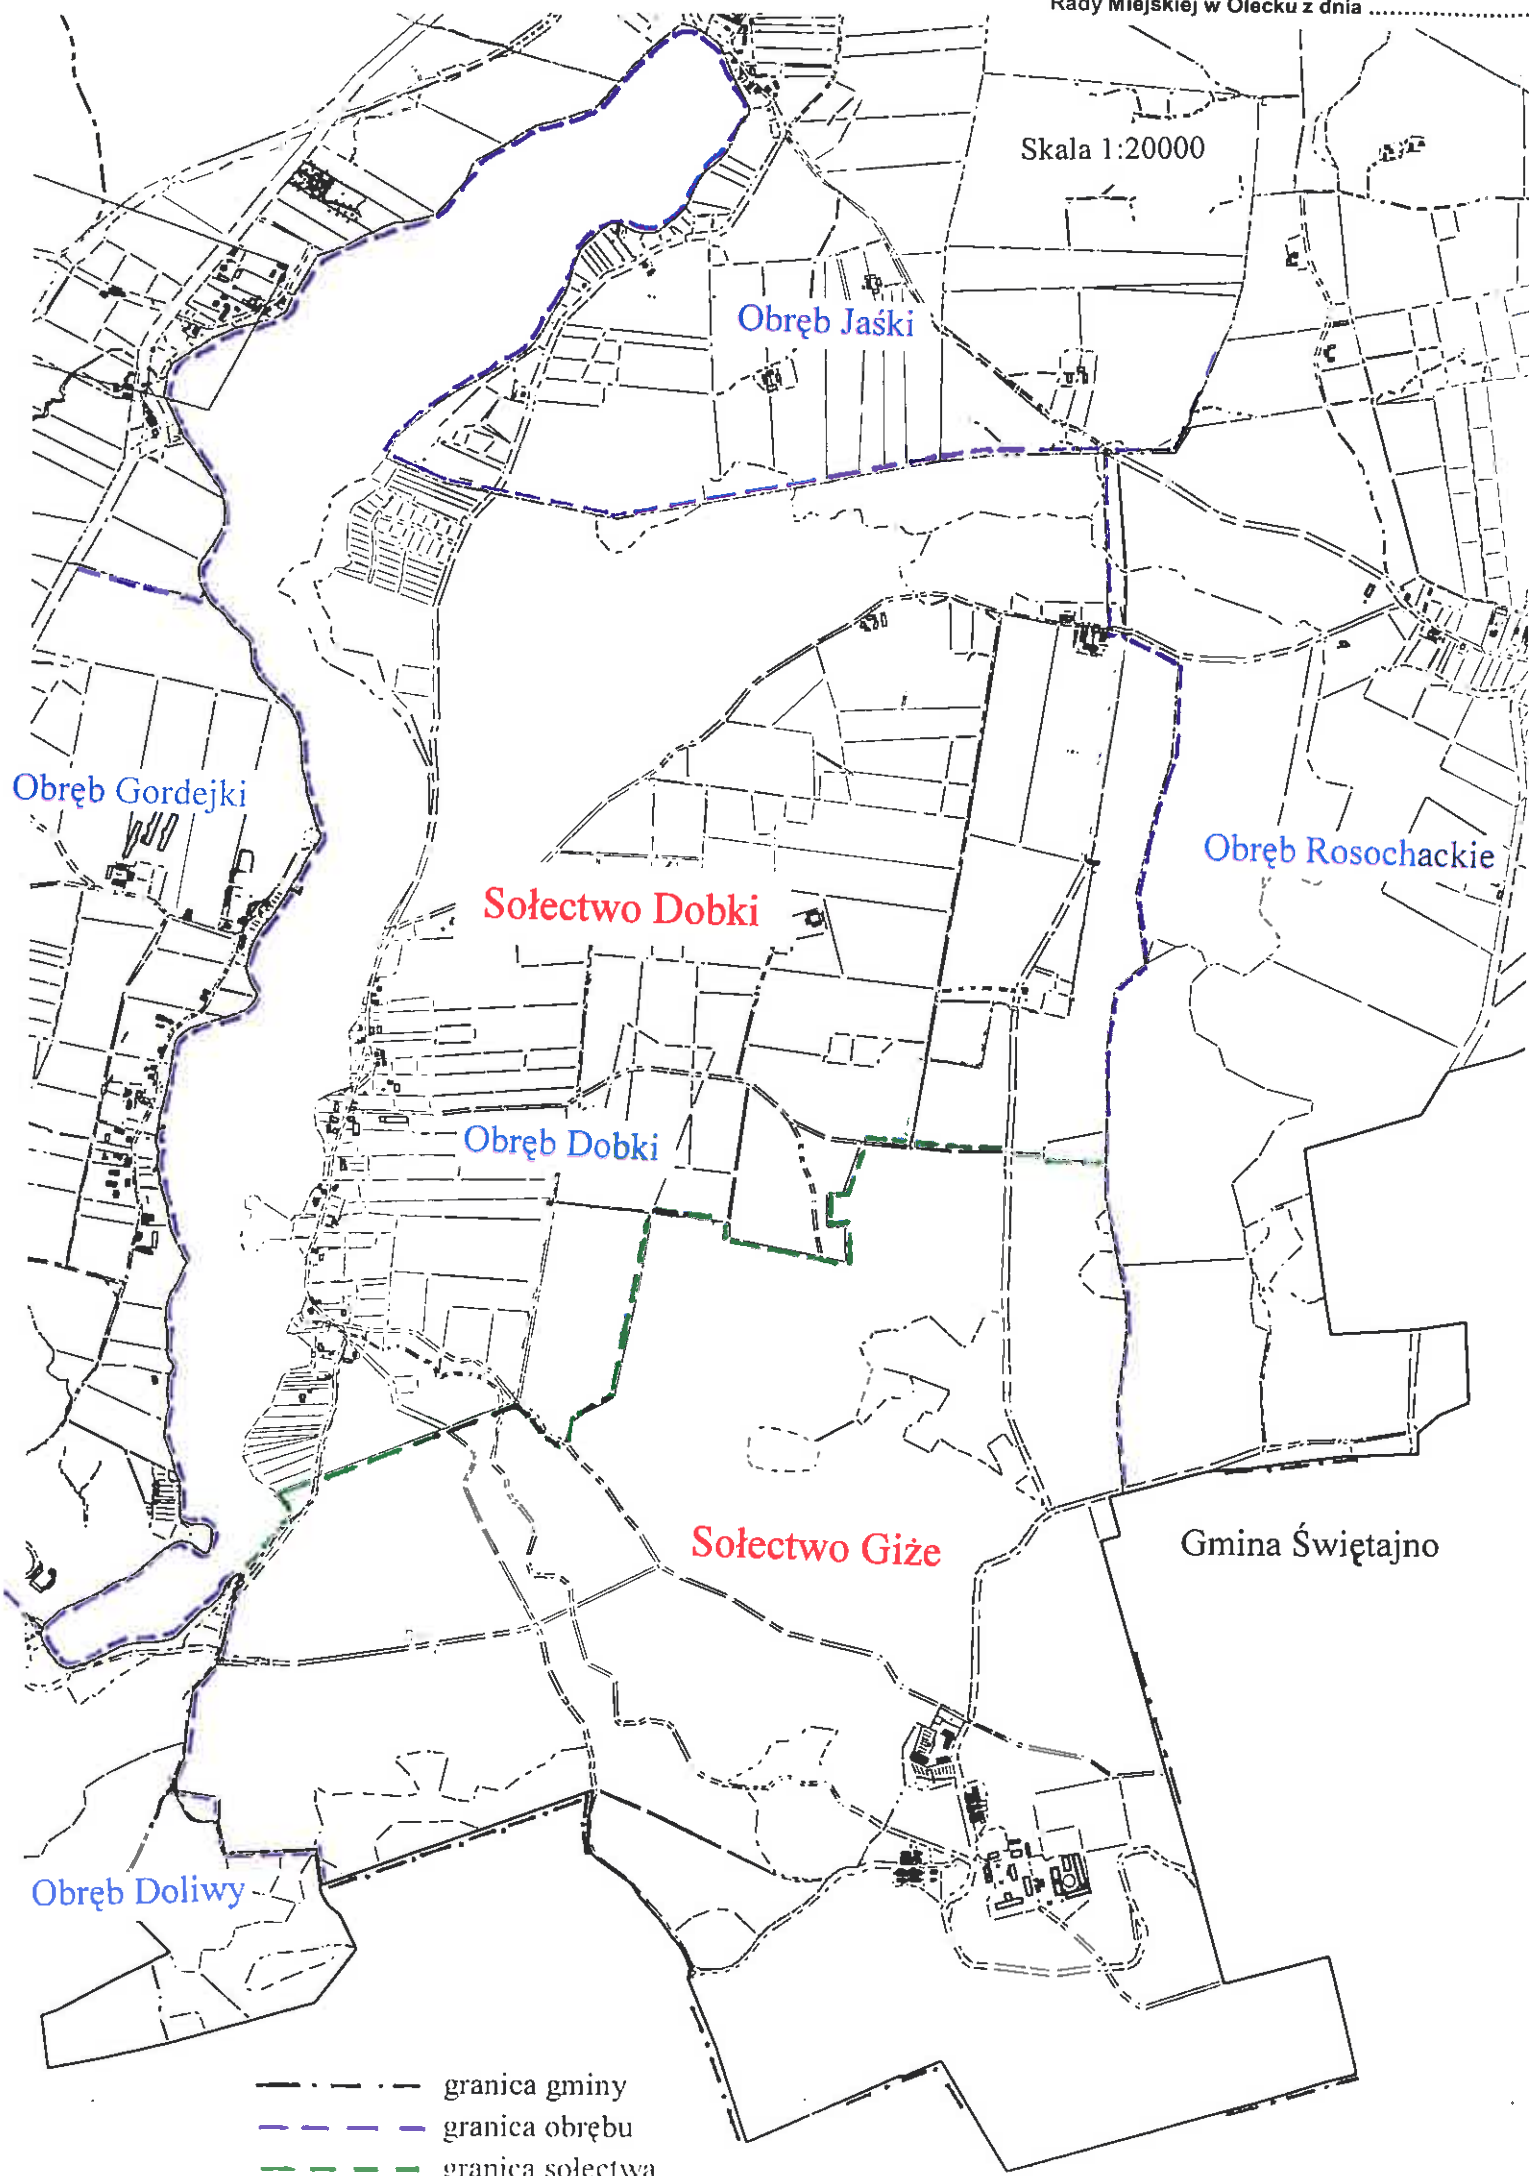 Rady Miejskiej w Olecku z dnia ..................
Skala 1:20000
Obręb Jaśki
Obręb Gordejki
Obręb Rosochackie
Sołectwo Dobki
Obręb Dobki
Sołectwo Giże
Gmina Świętajno
Obręb Doliwy
granica gminy
granica obrębu
granica sołectwa